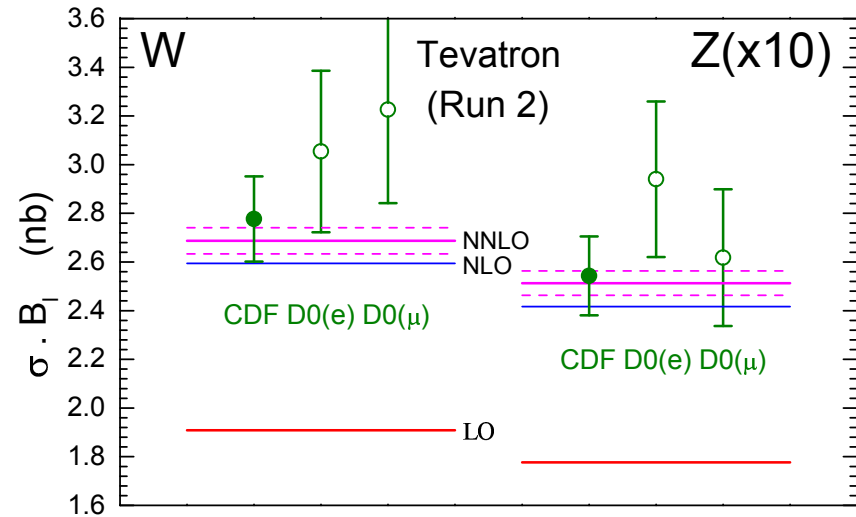 W
Tevatron
(Run 2)
Z(x10)
σ . B_l (nb)
3.6
3.4
3.2
3.0
2.8
2.6
2.4
2.2
2.0
1.8
1.6
NNLO
NLO
CDF D0(e) D0(μ)
CDF D0(e) D0(μ)
LO